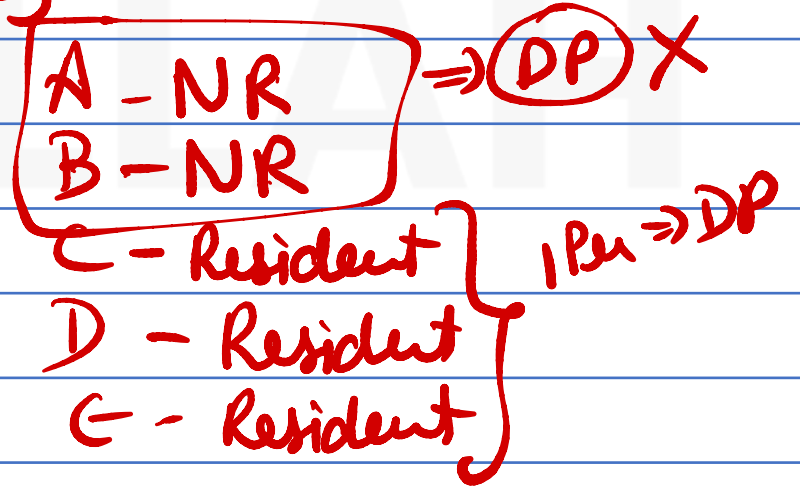 A - NR ⇒ DP X
B - NR
C - Resident
D - Resident
E - Resident
1 Per ⇒ DP